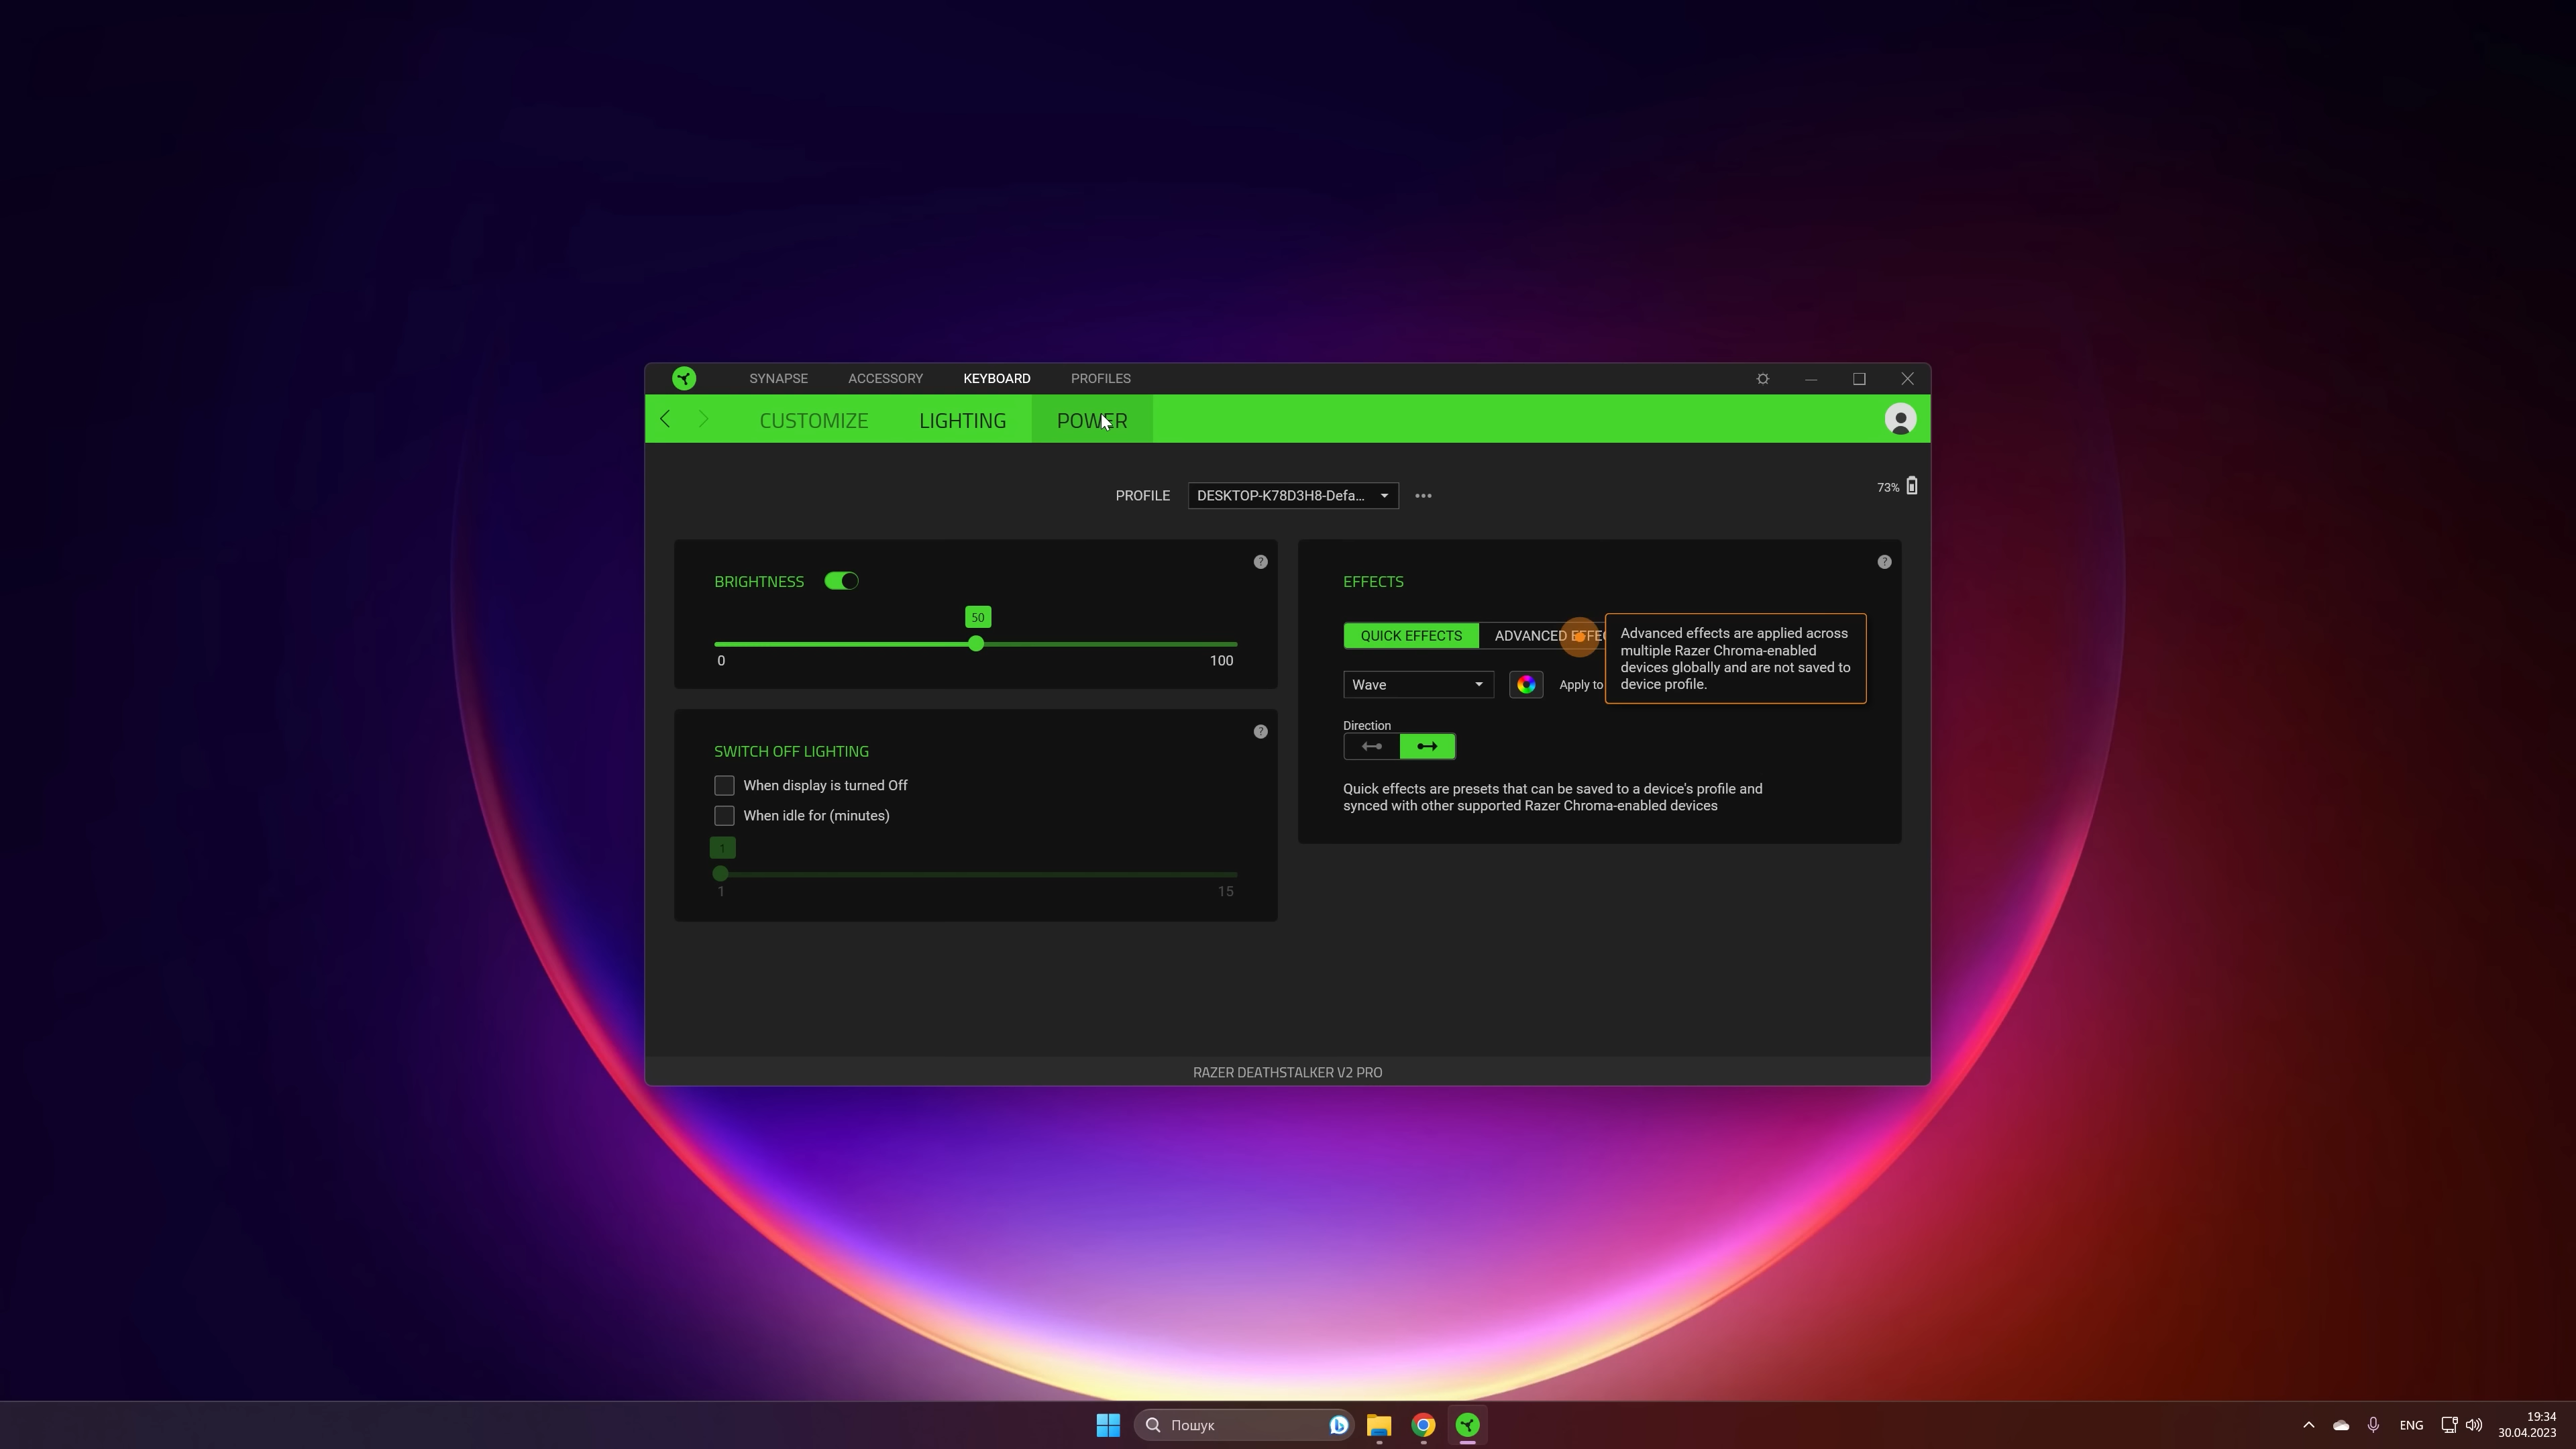 SYNAPSE ACCESSORY KEYBOARD PROFILES
CUSTOMIZE LIGHTING POWER
PROFILE DESKTOP-K78D3H8-Defa... 
73%
BRIGHTNESS
50
0 100
SWITCH OFF LIGHTING
When display is turned Off
When idle for (minutes)
1
1 15
EFFECTS
QUICK EFFECTS ADVANCED
Advanced effects are applied across
multiple Razer Chroma-enabled
devices globally and are not saved to
device profile.
Wave Apply to
Direction
Quick effects are presets that can be saved to a device's profile and
synced with other supported Razer Chroma-enabled devices
RAZER DEATHSTALKER V2 PRO
Пошук
ENG
19:34
30.04.2023